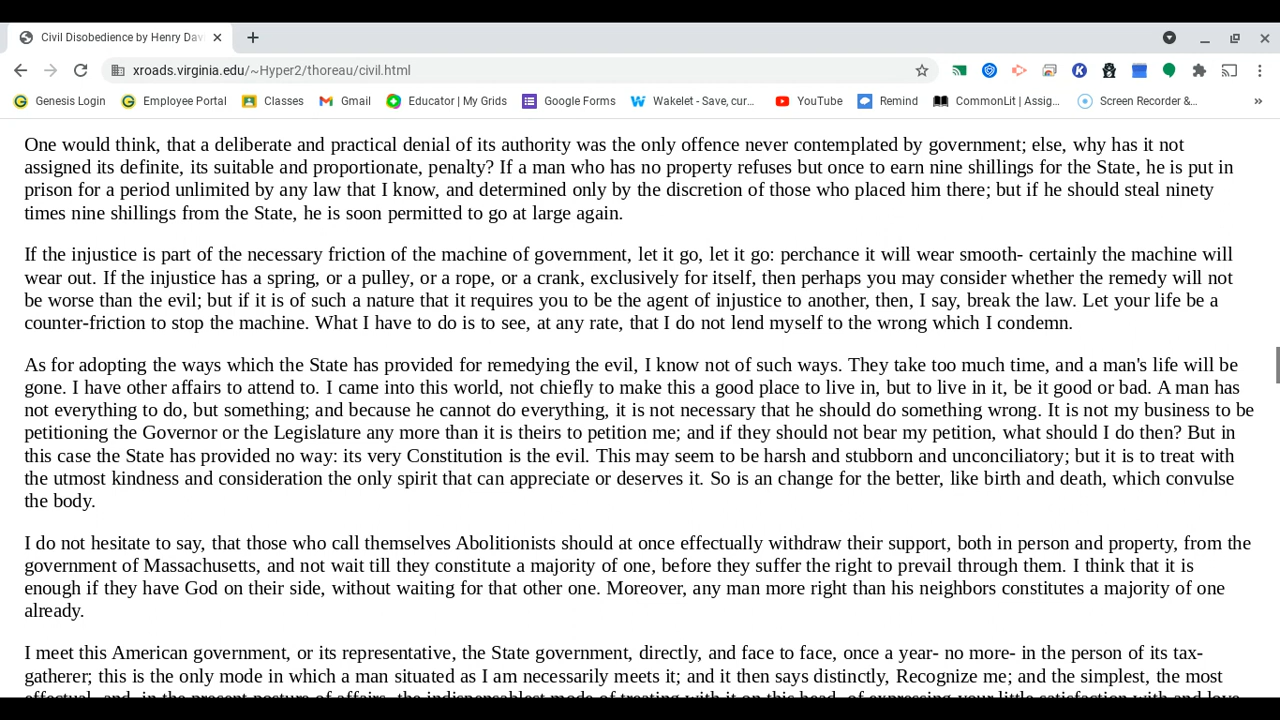 Civil Disobedience by Henry Dav
xroads.virginia.edu/~Hyper2/thoreau/civil.html
Genesis Login Employee Portal Classes Gmail Educator | My Grids Google Forms Wakelet - Save, cur... YouTube Remind CommonLit | Assig... Screen Recorder &... »
One would think, that a deliberate and practical denial of its authority was the only offence never contemplated by government; else, why has it not
assigned its definite, its suitable and proportionate, penalty? If a man who has no property refuses but once to earn nine shillings for the State, he is put in
prison for a period unlimited by any law that I know, and determined only by the discretion of those who placed him there; but if he should steal ninety
times nine shillings from the State, he is soon permitted to go at large again.
If the injustice is part of the necessary friction of the machine of government, let it go, let it go: perchance it will wear smooth- certainly the machine will
wear out. If the injustice has a spring, or a pulley, or a rope, or a crank, exclusively for itself, then perhaps you may consider whether the remedy will not
be worse than the evil; but if it is of such a nature that it requires you to be the agent of injustice to another, then, I say, break the law. Let your life be a
counter-friction to stop the machine. What I have to do is to see, at any rate, that I do not lend myself to the wrong which I condemn.
As for adopting the ways which the State has provided for remedying the evil, I know not of such ways. They take too much time, and a man's life will be
gone. I have other affairs to attend to. I came into this world, not chiefly to make this a good place to live in, but to live in it, be it good or bad. A man has
not everything to do, but something; and because he cannot do everything, it is not necessary that he should do something wrong. It is not my business to be
petitioning the Governor or the Legislature any more than it is theirs to petition me; and if they should not bear my petition, what should I do then? But in
this case the State has provided no way: its very Constitution is the evil. This may seem to be harsh and stubborn and unconciliatory; but it is to treat with
the utmost kindness and consideration the only spirit that can appreciate or deserves it. So is an change for the better, like birth and death, which convulse
the body.
I do not hesitate to say, that those who call themselves Abolitionists should at once effectually withdraw their support, both in person and property, from the
government of Massachusetts, and not wait till they constitute a majority of one, before they suffer the right to prevail through them. I think that it is
enough if they have God on their side, without waiting for that other one. Moreover, any man more right than his neighbors constitutes a majority of one
already.
I meet this American government, or its representative, the State government, directly, and face to face, once a year- no more- in the person of its tax-
gatherer; this is the only mode in which a man situated as I am necessarily meets it; and it then says distinctly, Recognize me; and the simplest, the most
effectual, and, in the present posture of affairs, the indispensablest mode of treating with it on this head, of expressing your little satisfaction with and love